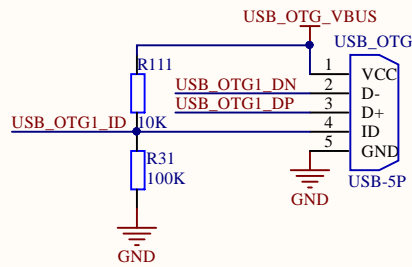 USB_OTG_VBUS
R111
USB_OTG
1 VCC
USB_OTG1_DN 2 D-
USB_OTG1_DP 3 D+
USB_OTG1_ID 10K 4 ID
5 GND
R31
100K
USB-5P
GND
GND